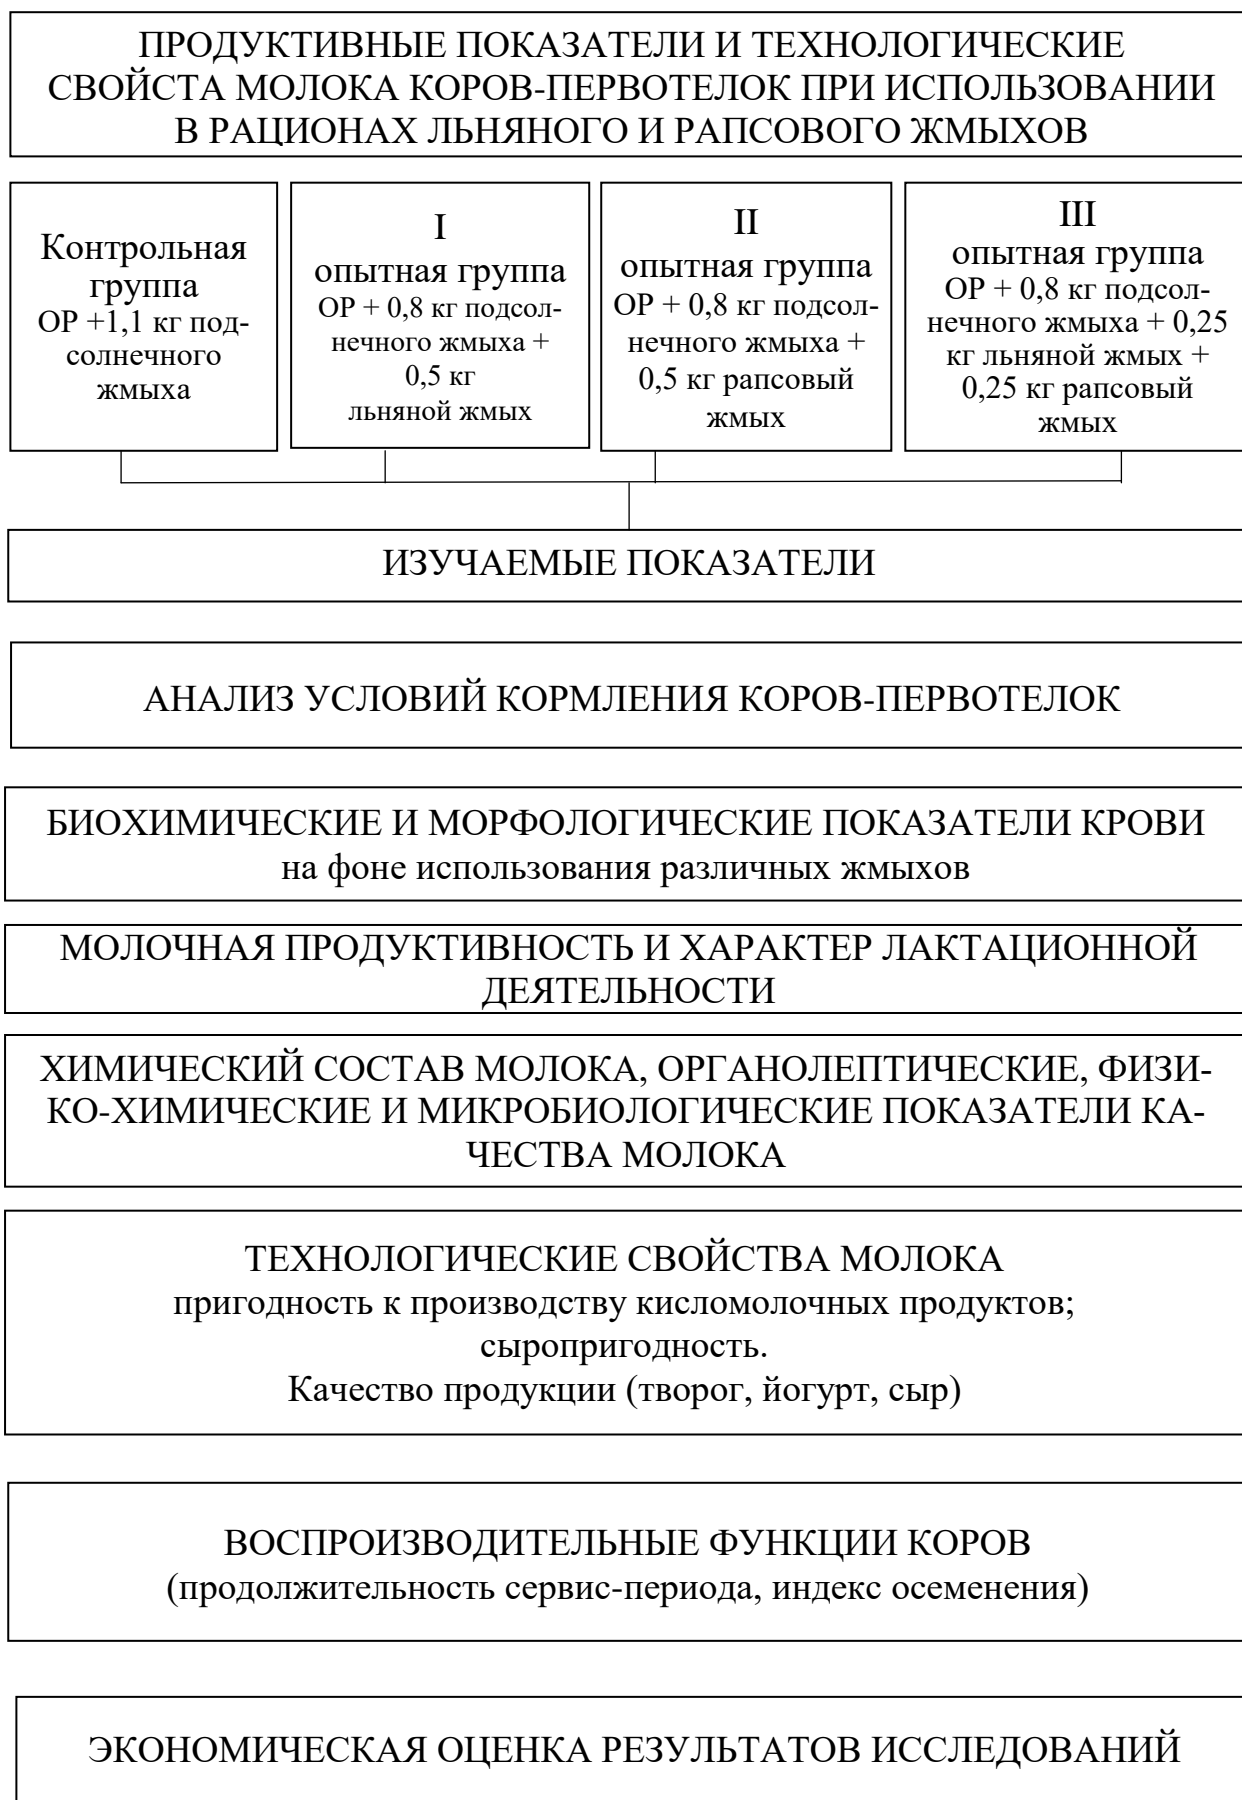 ПРОДУКТИВНЫЕ ПОКАЗАТЕЛИ И ТЕХНОЛОГИЧЕСКИЕ
СВОЙСТА МОЛОКА КОРОВ-ПЕРВОТЕЛОК ПРИ ИСПОЛЬЗОВАНИИ
В РАЦИОНАХ ЛЬНЯНОГО И РАПСОВОГО ЖМЫХОВ
Контрольная
группа
ОР +1,1 кг под-
солнечного
жмыха
I
опытная группа
ОР + 0,8 кг подсол-
нечного жмыха +
0,5 кг
льняной жмых
II
опытная группа
ОР + 0,8 кг подсол-
нечного жмыха +
0,5 кг рапсовый
жмых
III
опытная группа
ОР + 0,8 кг подсол-
нечного жмыха + 0,25
кг льняной жмых +
0,25 кг рапсовый
жмых
ИЗУЧАЕМЫЕ ПОКАЗАТЕЛИ
АНАЛИЗ УСЛОВИЙ КОРМЛЕНИЯ КОРОВ-ПЕРВОТЕЛОК
БИОХИМИЧЕСКИЕ И МОРФОЛОГИЧЕСКИЕ ПОКАЗАТЕЛИ КРОВИ
на фоне использования различных жмыхов
МОЛОЧНАЯ ПРОДУКТИВНОСТЬ И ХАРАКТЕР ЛАКТАЦИОННОЙ
ДЕЯТЕЛЬНОСТИ
ХИМИЧЕСКИЙ СОСТАВ МОЛОКА, ОРГАНОЛЕПТИЧЕСКИЕ, ФИЗИ-
КО-ХИМИЧЕСКИЕ И МИКРОБИОЛОГИЧЕСКИЕ ПОКАЗАТЕЛИ КА-
ЧЕСТВА МОЛОКА
ТЕХНОЛОГИЧЕСКИЕ СВОЙСТВА МОЛОКА
пригодность к производству кисломолочных продуктов;
сыропригодность.
Качество продукции (творог, йогурт, сыр)
ВОСПРОИЗВОДИТЕЛЬНЫЕ ФУНКЦИИ КОРОВ
(продолжительность сервис-периода, индекс осеменения)
ЭКОНОМИЧЕСКАЯ ОЦЕНКА РЕЗУЛЬТАТОВ ИССЛЕДОВАНИЙ